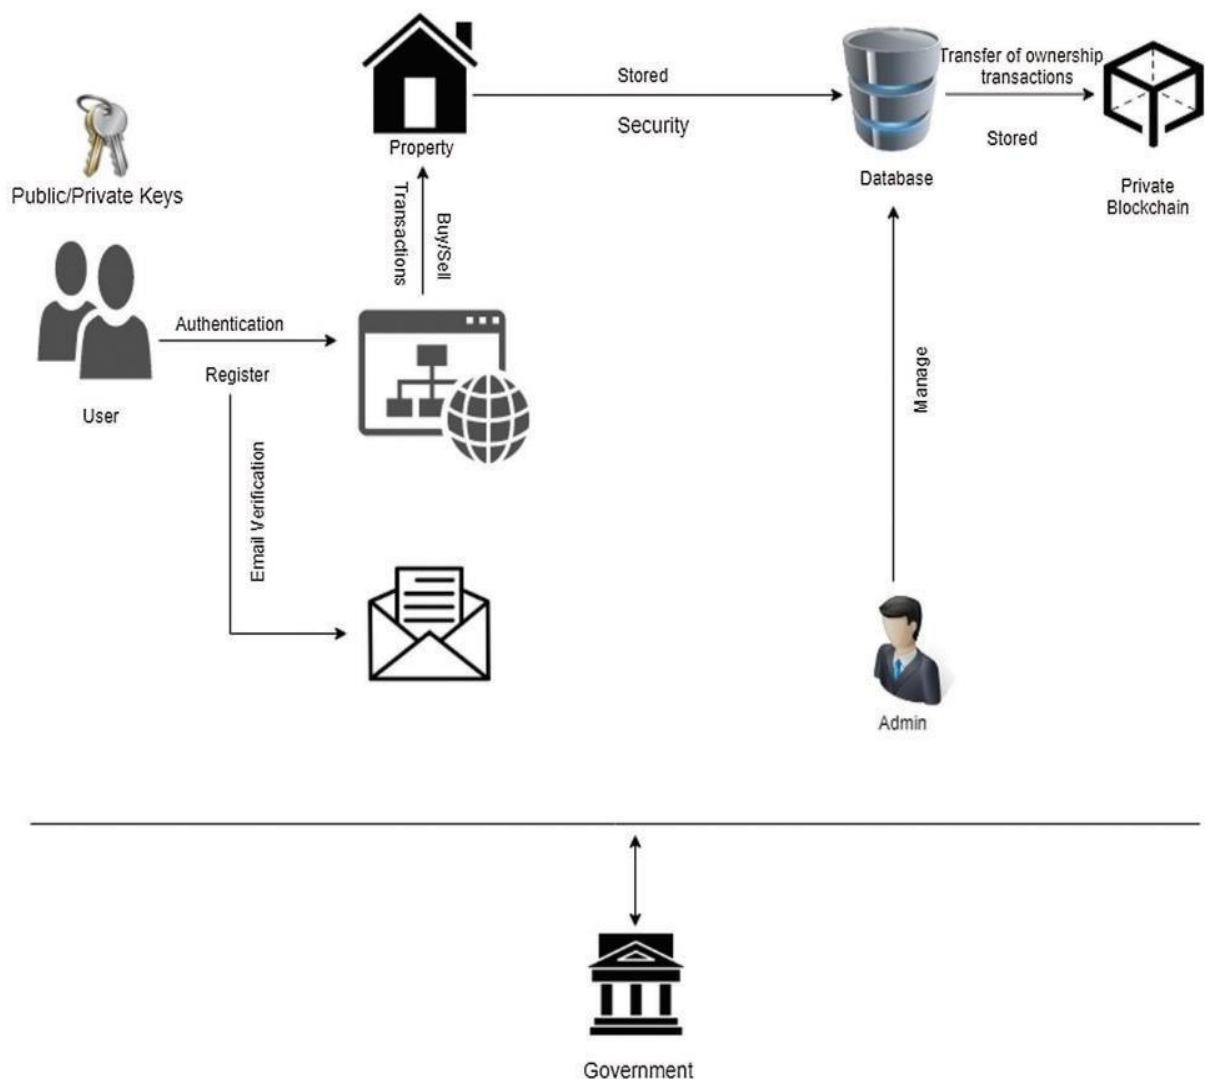 Transfer of ownership
transactions
Stored
Security
Stored
Property
Database
Private
Blockchain
Public/Private Keys
Transactions
Buy/Sell
Authentication
Register
User
Manage
Email Verification
Admin
Government